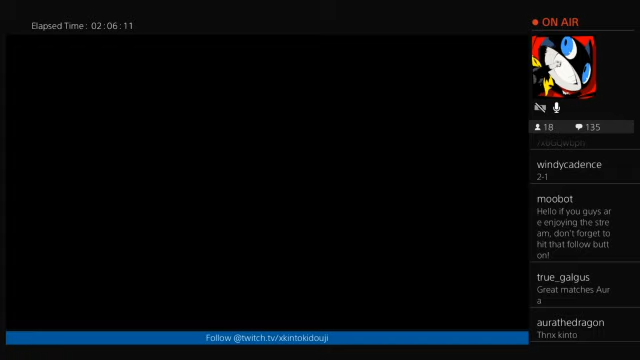 Elapsed Time : 02:06:11
ON AIR
18 135
windycadence
2-1
moobot
Hello if you guys ar
e enjoying the stre
am, don't forget to
hit that follow butt
on!
true_galgus
Great matches Aur
a
aurathedragon
Thnx kinto
Follow @twitch.tv/xkintokidouji